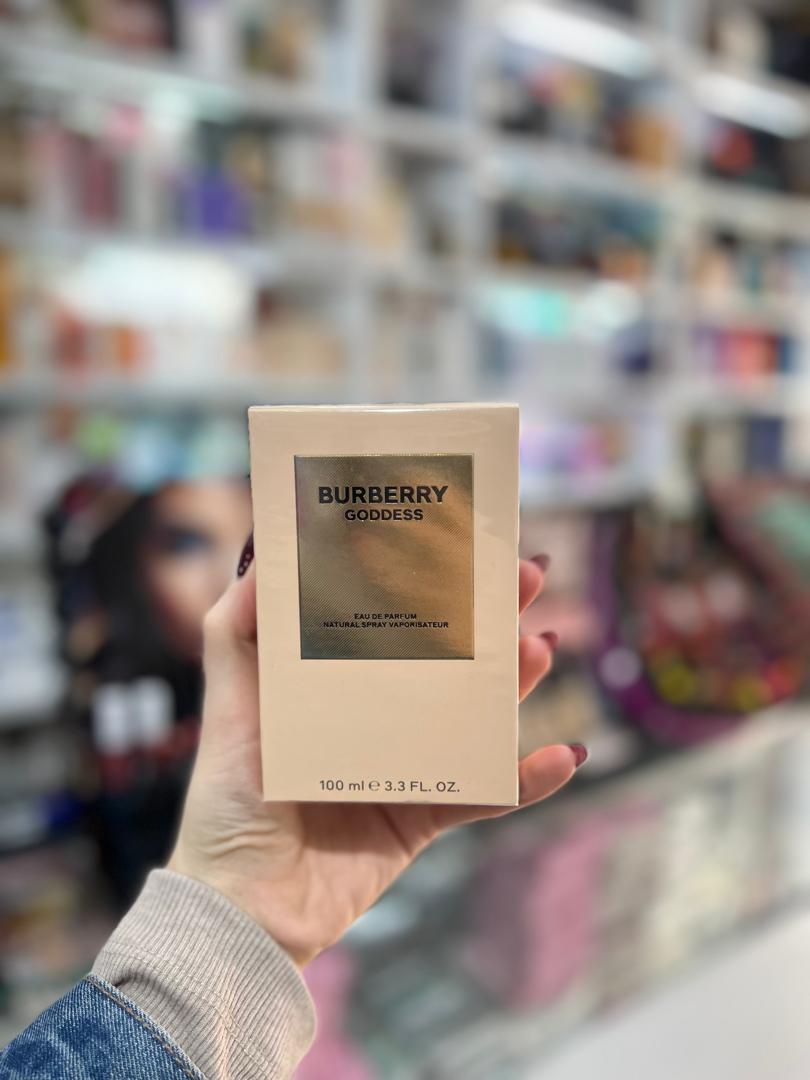 BURBERRY
GODDESS
EAU DE PARFUM
NATURAL SPRAY VAPORISATEUR
100 ml ℮ 3.3 FL. OZ.